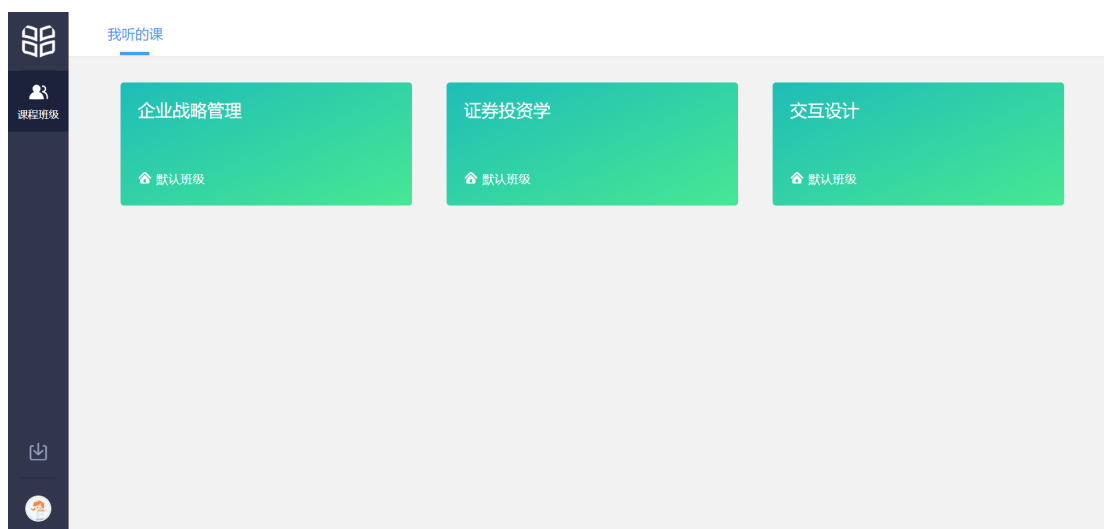 我听的课
课程班级
企业战略管理
默认班级
证券投资学
默认班级
交互设计
默认班级